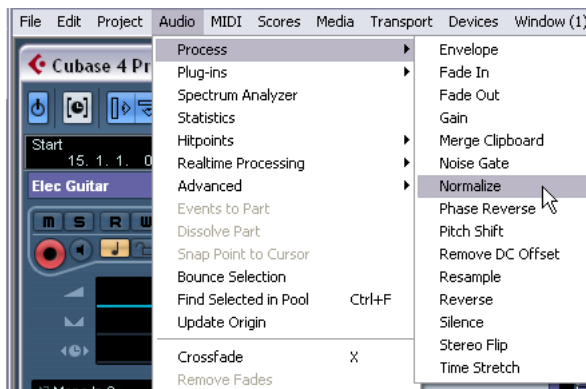 File Edit Project Audio MIDI Scores Media Transport Devices Window (1)
Cubase 4 Pr
Start
15. 1. 1. 0
Elec Guitar
m S R W
Process
Plug-ins
Spectrum Analyzer
Statistics
Hitpoints
Realtime Processing
Advanced
Events to Part
Dissolve Part
Snap Point to Cursor
Bounce Selection
Find Selected in Pool Ctrl+F
Update Origin
Crossfade X
Remove Fades
Envelope
Fade In
Fade Out
Gain
Merge Clipboard
Noise Gate
Normalize
Phase Reverse
Pitch Shift
Remove DC Offset
Resample
Reverse
Silence
Stereo Flip
Time Stretch